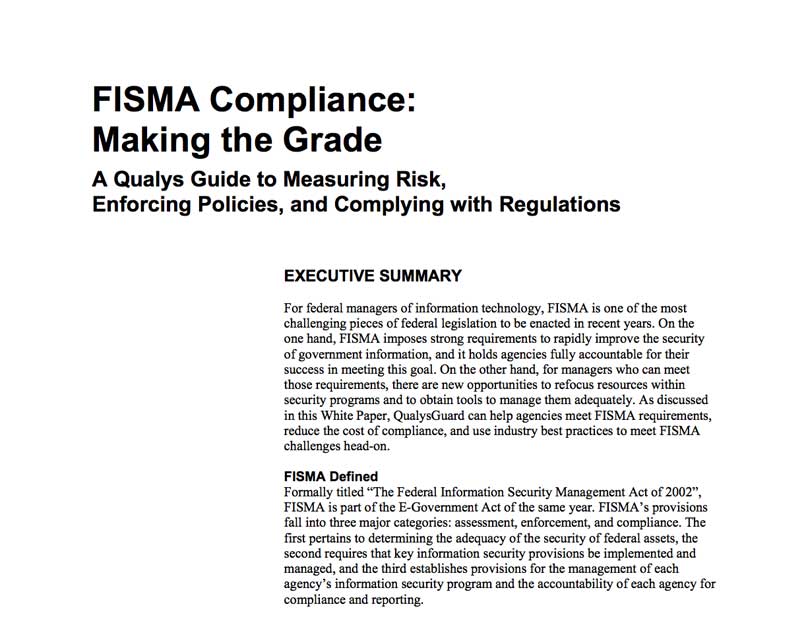 FISMA Compliance:
Making the Grade
A Qualys Guide to Measuring Risk,
Enforcing Policies, and Complying with Regulations
EXECUTIVE SUMMARY
For federal managers of information technology, FISMA is one of the most
challenging pieces of federal legislation to be enacted in recent years. On the
one hand, FISMA imposes strong requirements to rapidly improve the security
of government information, and it holds agencies fully accountable for their
success in meeting this goal. On the other hand, for managers who can meet
those requirements, there are new opportunities to refocus resources within
security programs and to obtain tools to manage them adequately. As discussed
in this White Paper, QualysGuard can help agencies meet FISMA requirements,
reduce the cost of compliance, and use industry best practices to meet FISMA
challenges head-on.
FISMA Defined
Formally titled “The Federal Information Security Management Act of 2002”,
FISMA is part of the E-Government Act of the same year. FISMA’s provisions
fall into three major categories: assessment, enforcement, and compliance. The
first pertains to determining the adequacy of the security of federal assets, the
second requires that key information security provisions be implemented and
managed, and the third establishes provisions for the management of each
agency’s information security program and the accountability of each agency for
compliance and reporting.